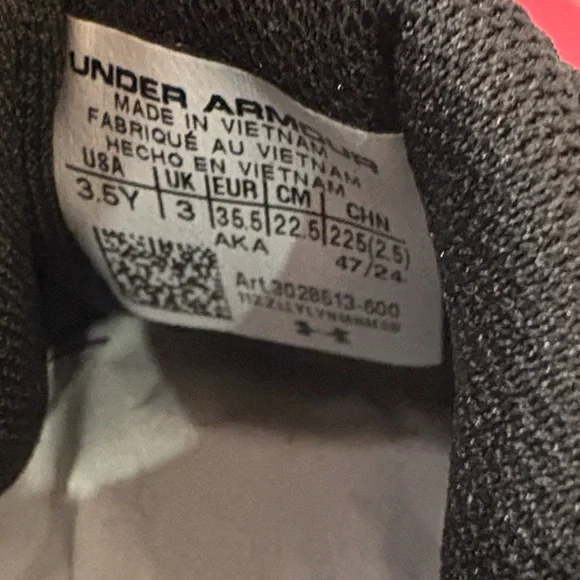 UNDER ARMOUR
MADE IN VIETNAM
FABRIQUÉ AU VIETNAM
HECHO EN VIETNAM
USA UK EUR CM CHN
3.5Y 3 35.5 22.5 225(2.5)
AKA 47/24
Art.3028613-600